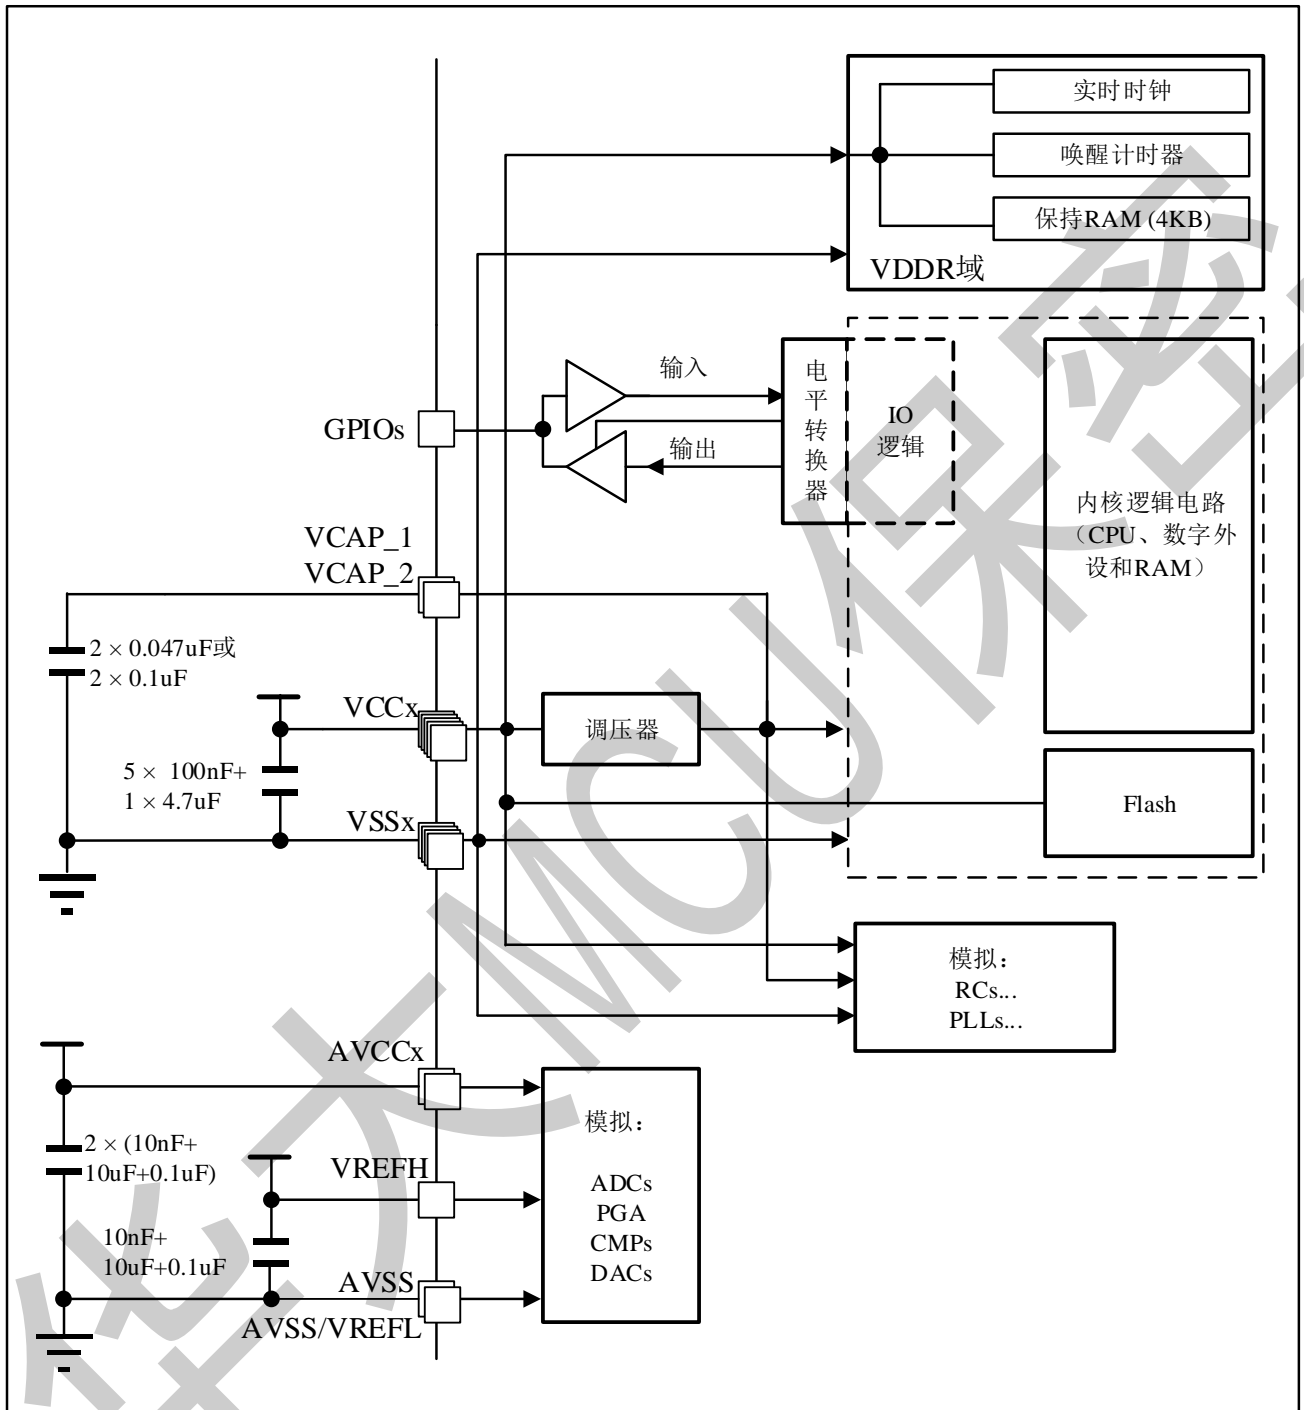 实时时钟
唤醒计时器
保持RAM (4KB)
VDDR域
输入
输出
GPIOs
电
平
转
换
器
IO
逻辑
内核逻辑电路
（CPU、数字外
设和RAM）
VCAP_1
VCAP_2
2 × 0.047uF或
2 × 0.1uF
VCCx
调压器
5 × 100nF+
1 × 4.7uF
Flash
VSSx
模拟：
RCs...
PLLs...
AVCCx
2 × (10nF+
10uF+0.1uF)
VREFH
模拟：
ADCs
PGA
CMPs
DACs
10nF+
10uF+0.1uF
AVSS
AVSS/VREFL
华大MCU保密